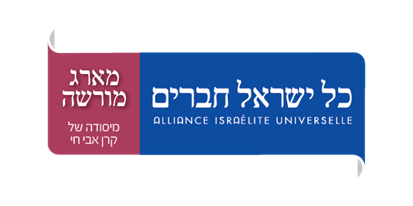 כל ישראל חברים
ALLIANCE ISRAÉLITE UNIVERSELLE
מארג
מורשה
מיסודה של
קרן אבי חי